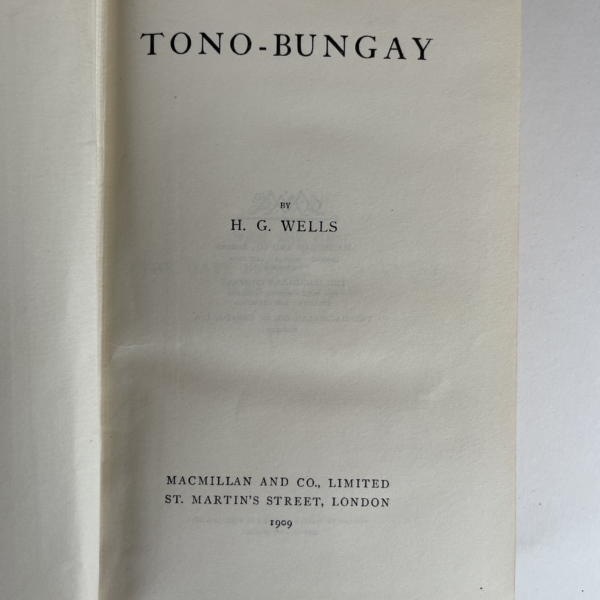 TONO-BUNGAY
BY
H. G. WELLS
MACMILLAN AND CO., LIMITED
ST. MARTIN'S STREET, LONDON
1909